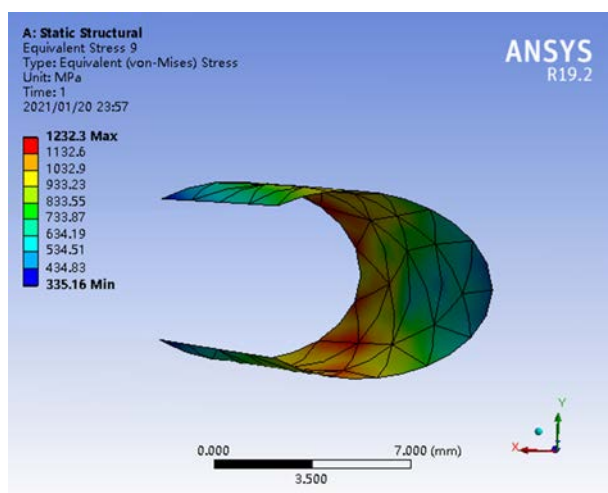 A: Static Structural
Equivalent Stress 9
Type: Equivalent (von-Mises) Stress
Unit: MPa
Time: 1
2021/01/20 23:57
ANSYS
R19.2
1232.3 Max
1132.6
1032.9
933.23
833.55
733.87
634.19
534.51
434.83
335.16 Min
Y
X
0.000 7.000 (mm)
3.500